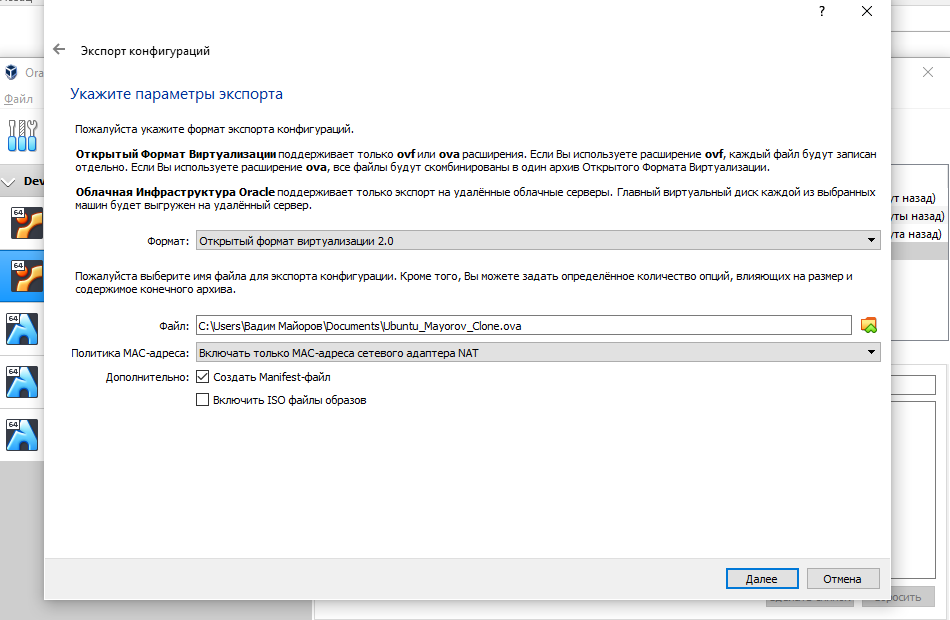 ?
Экспорт конфигураций
Ora
Файл
Укажите параметры экспорта
Пожалуйста укажите формат экспорта конфигураций.
Открытый Формат Виртуализации поддерживает только ovf или ova расширения. Если Вы используете расширение ovf, каждый файл будут записан
отдельно. Если Вы используете расширение ova, все файлы будут скомбинированы в один архив Открытого Формата Виртуализации.
Dev
Облачная Инфраструктура Oracle поддерживает только экспорт на удалённые облачные серверы. Главный виртуальный диск каждой из выбранных
машин будет выгружен на удалённый сервер.
ут назад)
64
уты назад)
ута назад)
Формат: Открытый формат виртуализации 2.0
64
Пожалуйста выберите имя файла для экспорта конфигурации. Кроме того, Вы можете задать определённое количество опций, влияющих на размер и
содержимое конечного архива.
64
Файл: C:\Users\Вадим Майоров\Documents\Ubuntu_Mayorov_Clone.ova
Политика MAC-адреса: Включать только MAC-адреса сетевого адаптера NAT
64
Дополнительно: Создать Manifest-файл
Включить ISO файлы образов
64
Далее
Отмена